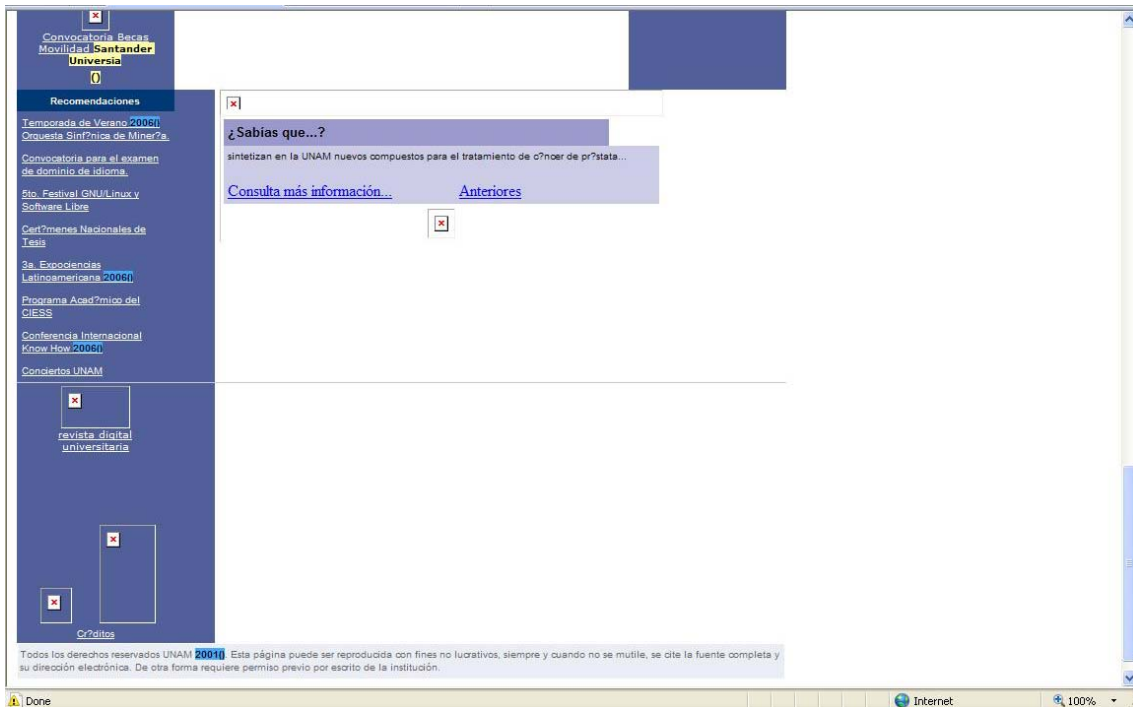 Convocatoria Becas
Movilidad Santander
Universia
()
Recomendaciones
Temporada de Verano 2006()
Orquesta Sinf?nica de Miner?a.
Convocatoria para el examen
de dominio de idioma.
5to. Festival GNU/Linux y
Software Libre
Cert?menes Nacionales de
Tesis
3a. Expociencias
Latinoamericana 2006()
Programa Acad?mico del
CIESS
Conferencia Internacional
Know How 2006()
Conciertos UNAM
¿Sabías que...?
sintetizan en la UNAM nuevos compuestos para el tratamiento de c?ncer de pr?stata...
Consulta más información... Anteriores
revista digital
universitaria
Cr?ditos
Todos los derechos reservados UNAM 2001(). Esta página puede ser reproducida con fines no lucrativos, siempre y cuando no se mutile, se cite la fuente completa y
su dirección electrónica. De otra forma requiere permiso previo por escrito de la institución.
Done Internet 100%